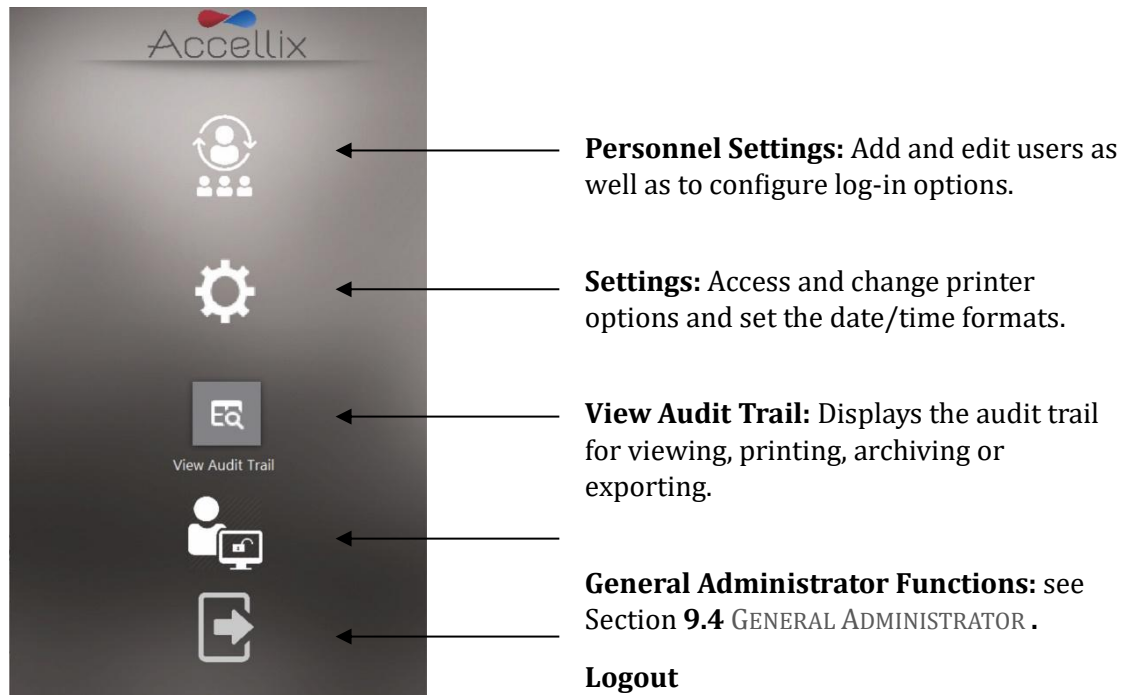 Accellix
Personnel Settings: Add and edit users as
well as to configure log-in options.
Settings: Access and change printer
options and set the date/time formats.
View Audit Trail
View Audit Trail: Displays the audit trail
for viewing, printing, archiving or
exporting.
General Administrator Functions: see
Section 9.4 GENERAL ADMINISTRATOR .
Logout